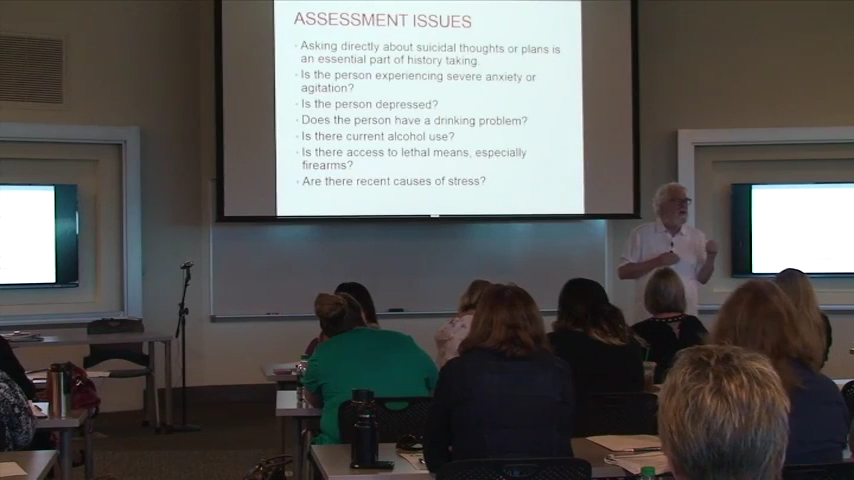 ASSESSMENT ISSUES
• Asking directly about suicidal thoughts or plans is
an essential part of history taking.
• Is the person experiencing severe anxiety or
agitation?
• Is the person depressed?
• Does the person have a drinking problem?
• Is there current alcohol use?
• Is there access to lethal means, especially
firearms?
• Are there recent causes of stress?